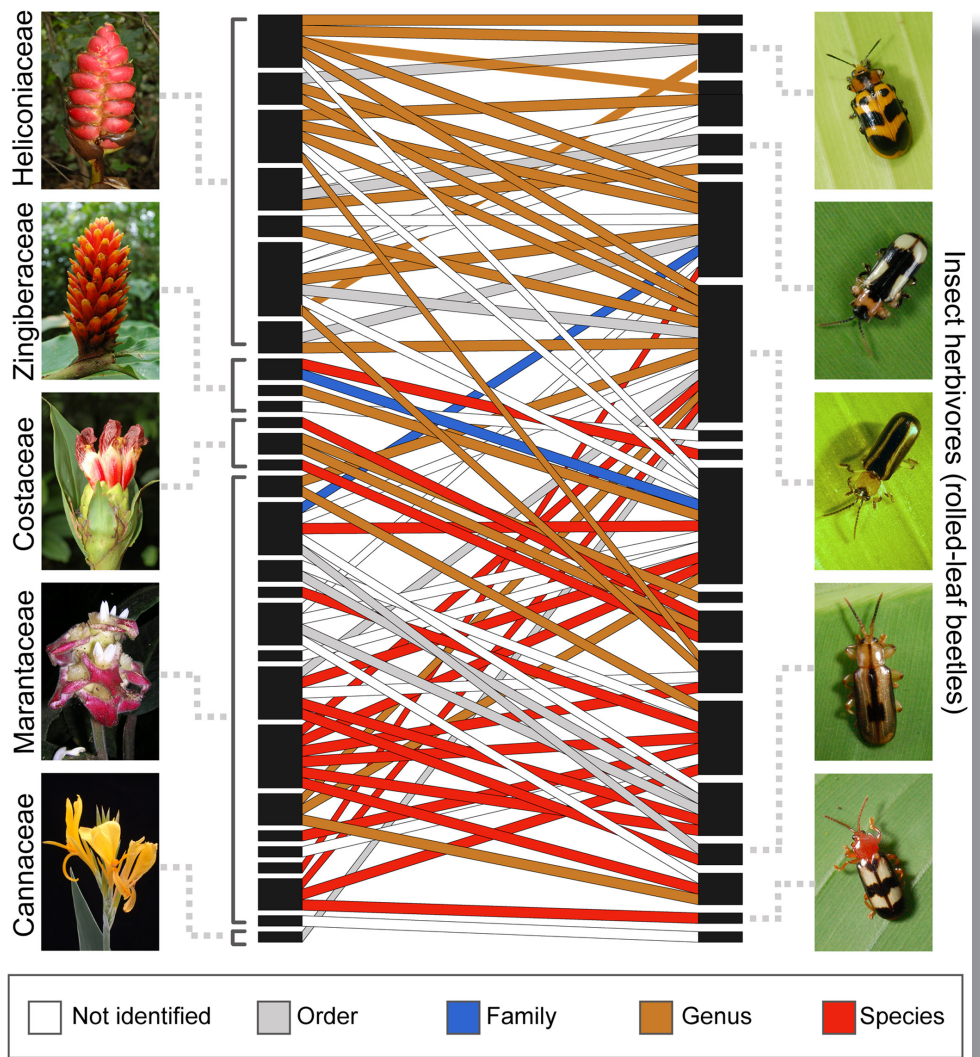 Heliconiaceae
Zingiberaceae
Costaceae
Marantaceae
Cannaceae
Insect herbivores (rolled-leaf beetles)
Not identified
Order
Family
Genus
Species